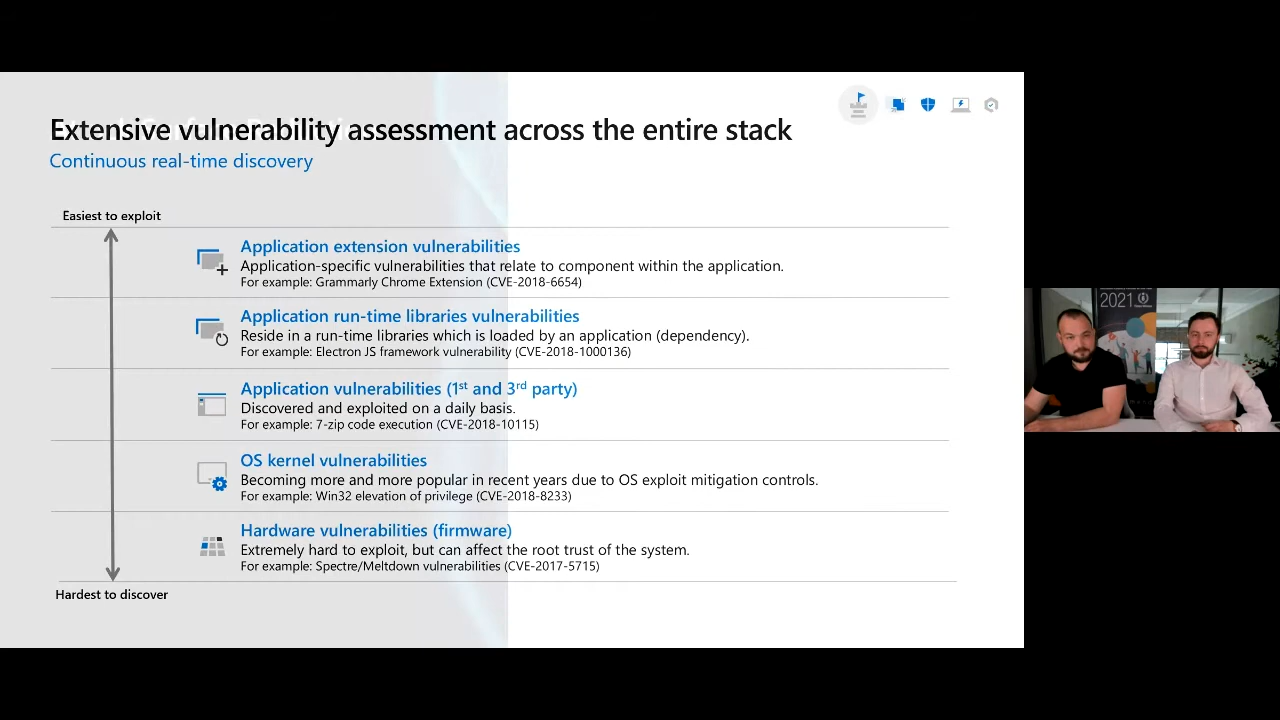 Extensive vulnerability assessment across the entire stack
Continuous real-time discovery
Easiest to exploit
Application extension vulnerabilities
Application-specific vulnerabilities that relate to component within the application.
For example: Grammarly Chrome Extension (CVE-2018-6654)
Application run-time libraries vulnerabilities
Reside in a run-time libraries which is loaded by an application (dependency).
For example: Electron JS framework vulnerability (CVE-2018-1000136)
Application vulnerabilities (1st and 3rd party)
Discovered and exploited on a daily basis.
For example: 7-zip code execution (CVE-2018-10115)
OS kernel vulnerabilities
Becoming more and more popular in recent years due to OS exploit mitigation controls.
For example: Win32 elevation of privilege (CVE-2018-8233)
Hardware vulnerabilities (firmware)
Extremely hard to exploit, but can affect the root trust of the system.
For example: Spectre/Meltdown vulnerabilities (CVE-2017-5715)
Hardest to discover
2021